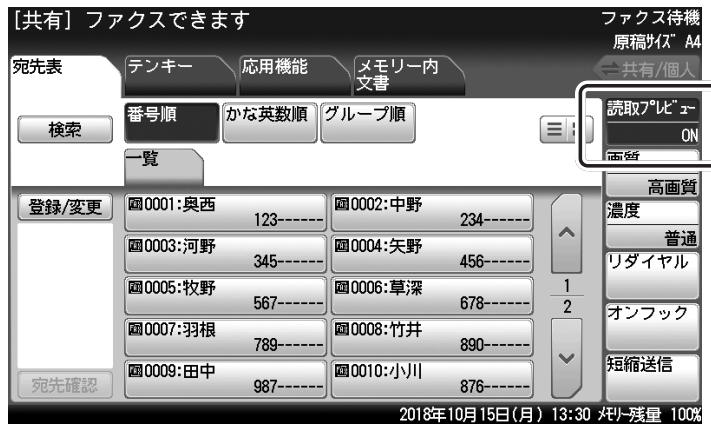 [共有] ファクスできます
ファクス待機
原稿ｻｲｽﾞ A4
宛先表
テンキー
応用機能
メモリー内
文書
共有/個人
検索
番号順
かな英数順
グループ順
読取ﾌﾟﾚﾋﾞｭｰ
ON
一覧
画質
高画質
登録/変更
0001:奥西
123------
0002:中野
234------
濃度
普通
0003:河野
345------
0004:矢野
456------
リダイヤル
0005:牧野
567------
0006:草深
678------
1
2
オンフック
0007:羽根
789------
0008:竹井
890------
0009:田中
987------
0010:小川
876------
短縮送信
宛先確認
2018年10月15日(月) 13:30 ﾒﾓﾘｰ残量 100%